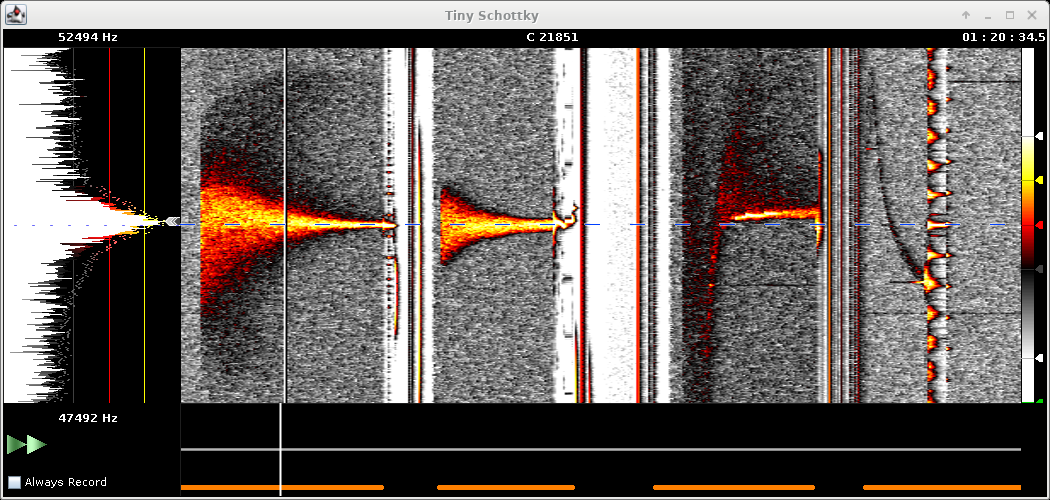 Tiny Schottky
52494 Hz
C 21851
01:20:34.5
47492 Hz
Always Record